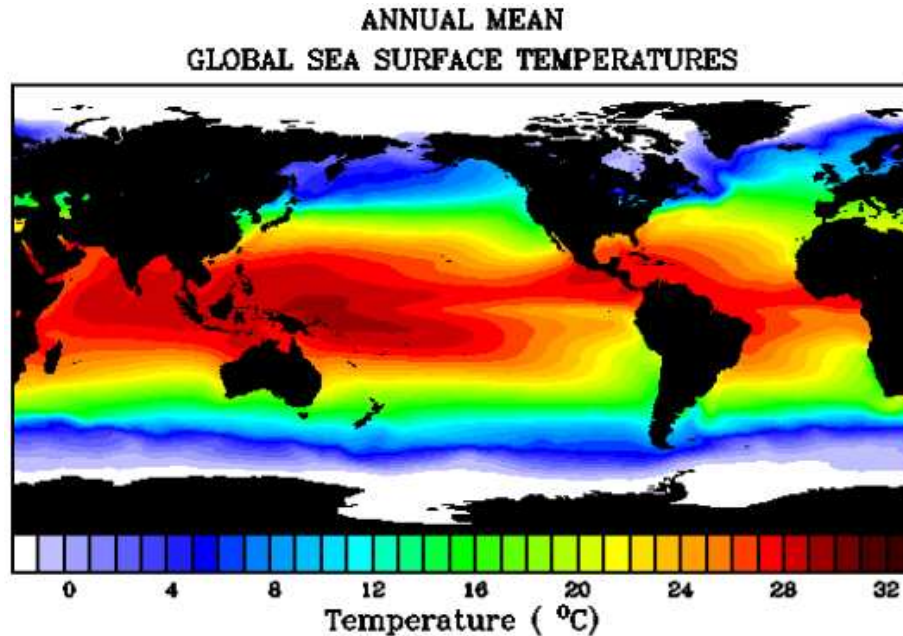 ANNUAL MEAN
GLOBAL SEA SURFACE TEMPERATURES
0 4 8 12 16 20 24 28 32
Temperature ( °C)